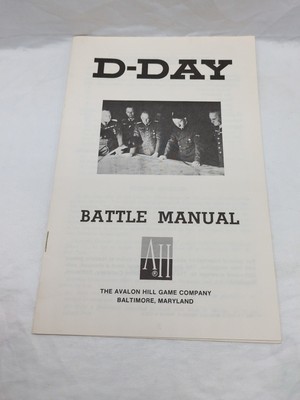 D-DAY
BATTLE MANUAL
AH
THE AVALON HILL GAME COMPANY
BALTIMORE, MARYLAND